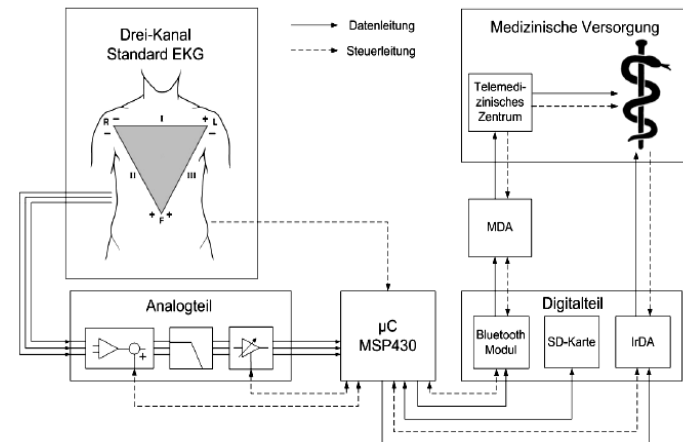 Drei-Kanal
Standard EKG
R
−
I
+
L
−
−
II
III
+
+
F
Datenleitung
Steuerleitung
Medizinische Versorgung
Telemedi-
zinisches
Zentrum
MDA
Analogteil
+
µC
MSP430
Digitalteil
Bluetooth
Modul
SD-Karte
IrDA